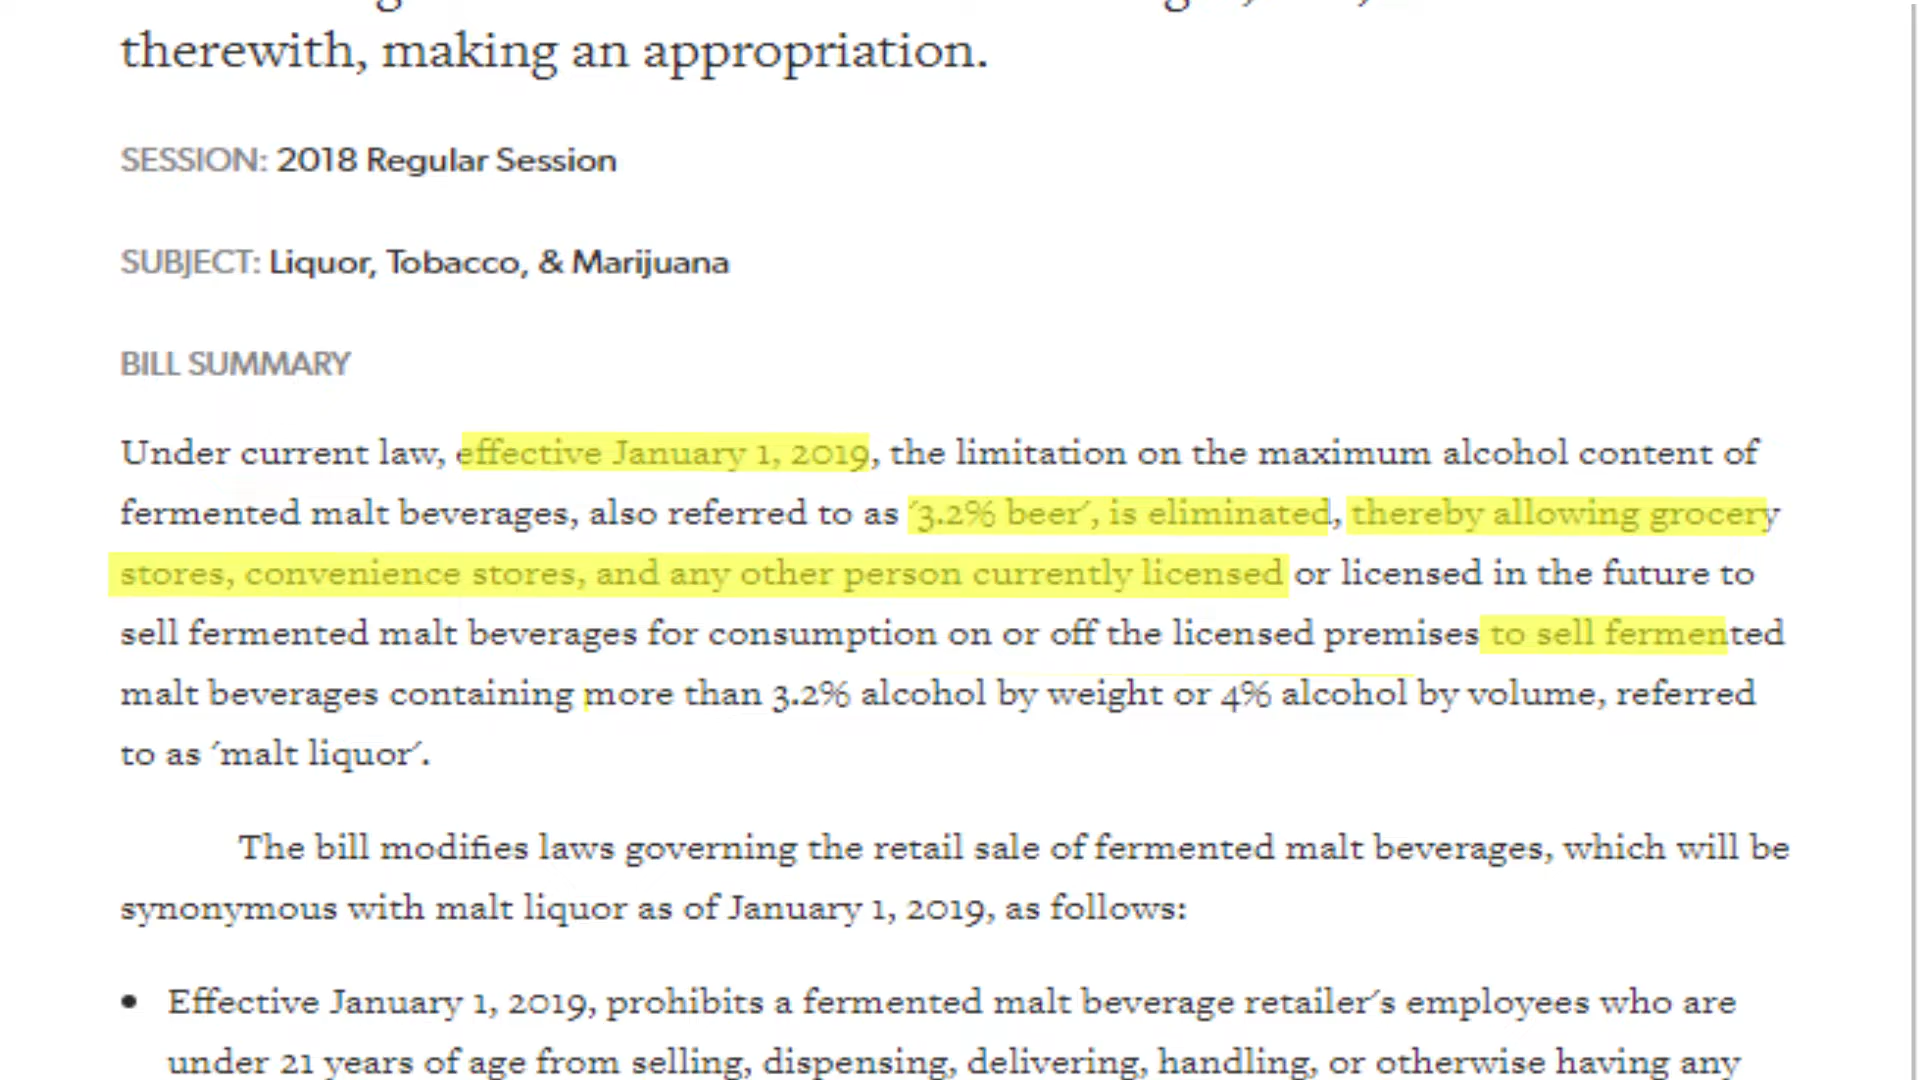 therewith, making an appropriation.
SESSION: 2018 Regular Session
SUBJECT: Liquor, Tobacco, & Marijuana
BILL SUMMARY
Under current law, effective January 1, 2019, the limitation on the maximum alcohol content of
fermented malt beverages, also referred to as '3.2% beer', is eliminated, thereby allowing grocery
stores, convenience stores, and any other person currently licensed or licensed in the future to
sell fermented malt beverages for consumption on or off the licensed premises to sell fermented
malt beverages containing more than 3.2% alcohol by weight or 4% alcohol by volume, referred
to as 'malt liquor'.
The bill modifies laws governing the retail sale of fermented malt beverages, which will be
synonymous with malt liquor as of January 1, 2019, as follows:
• Effective January 1, 2019, prohibits a fermented malt beverage retailer's employees who are
under 21 years of age from selling, dispensing, delivering, handling, or otherwise having any